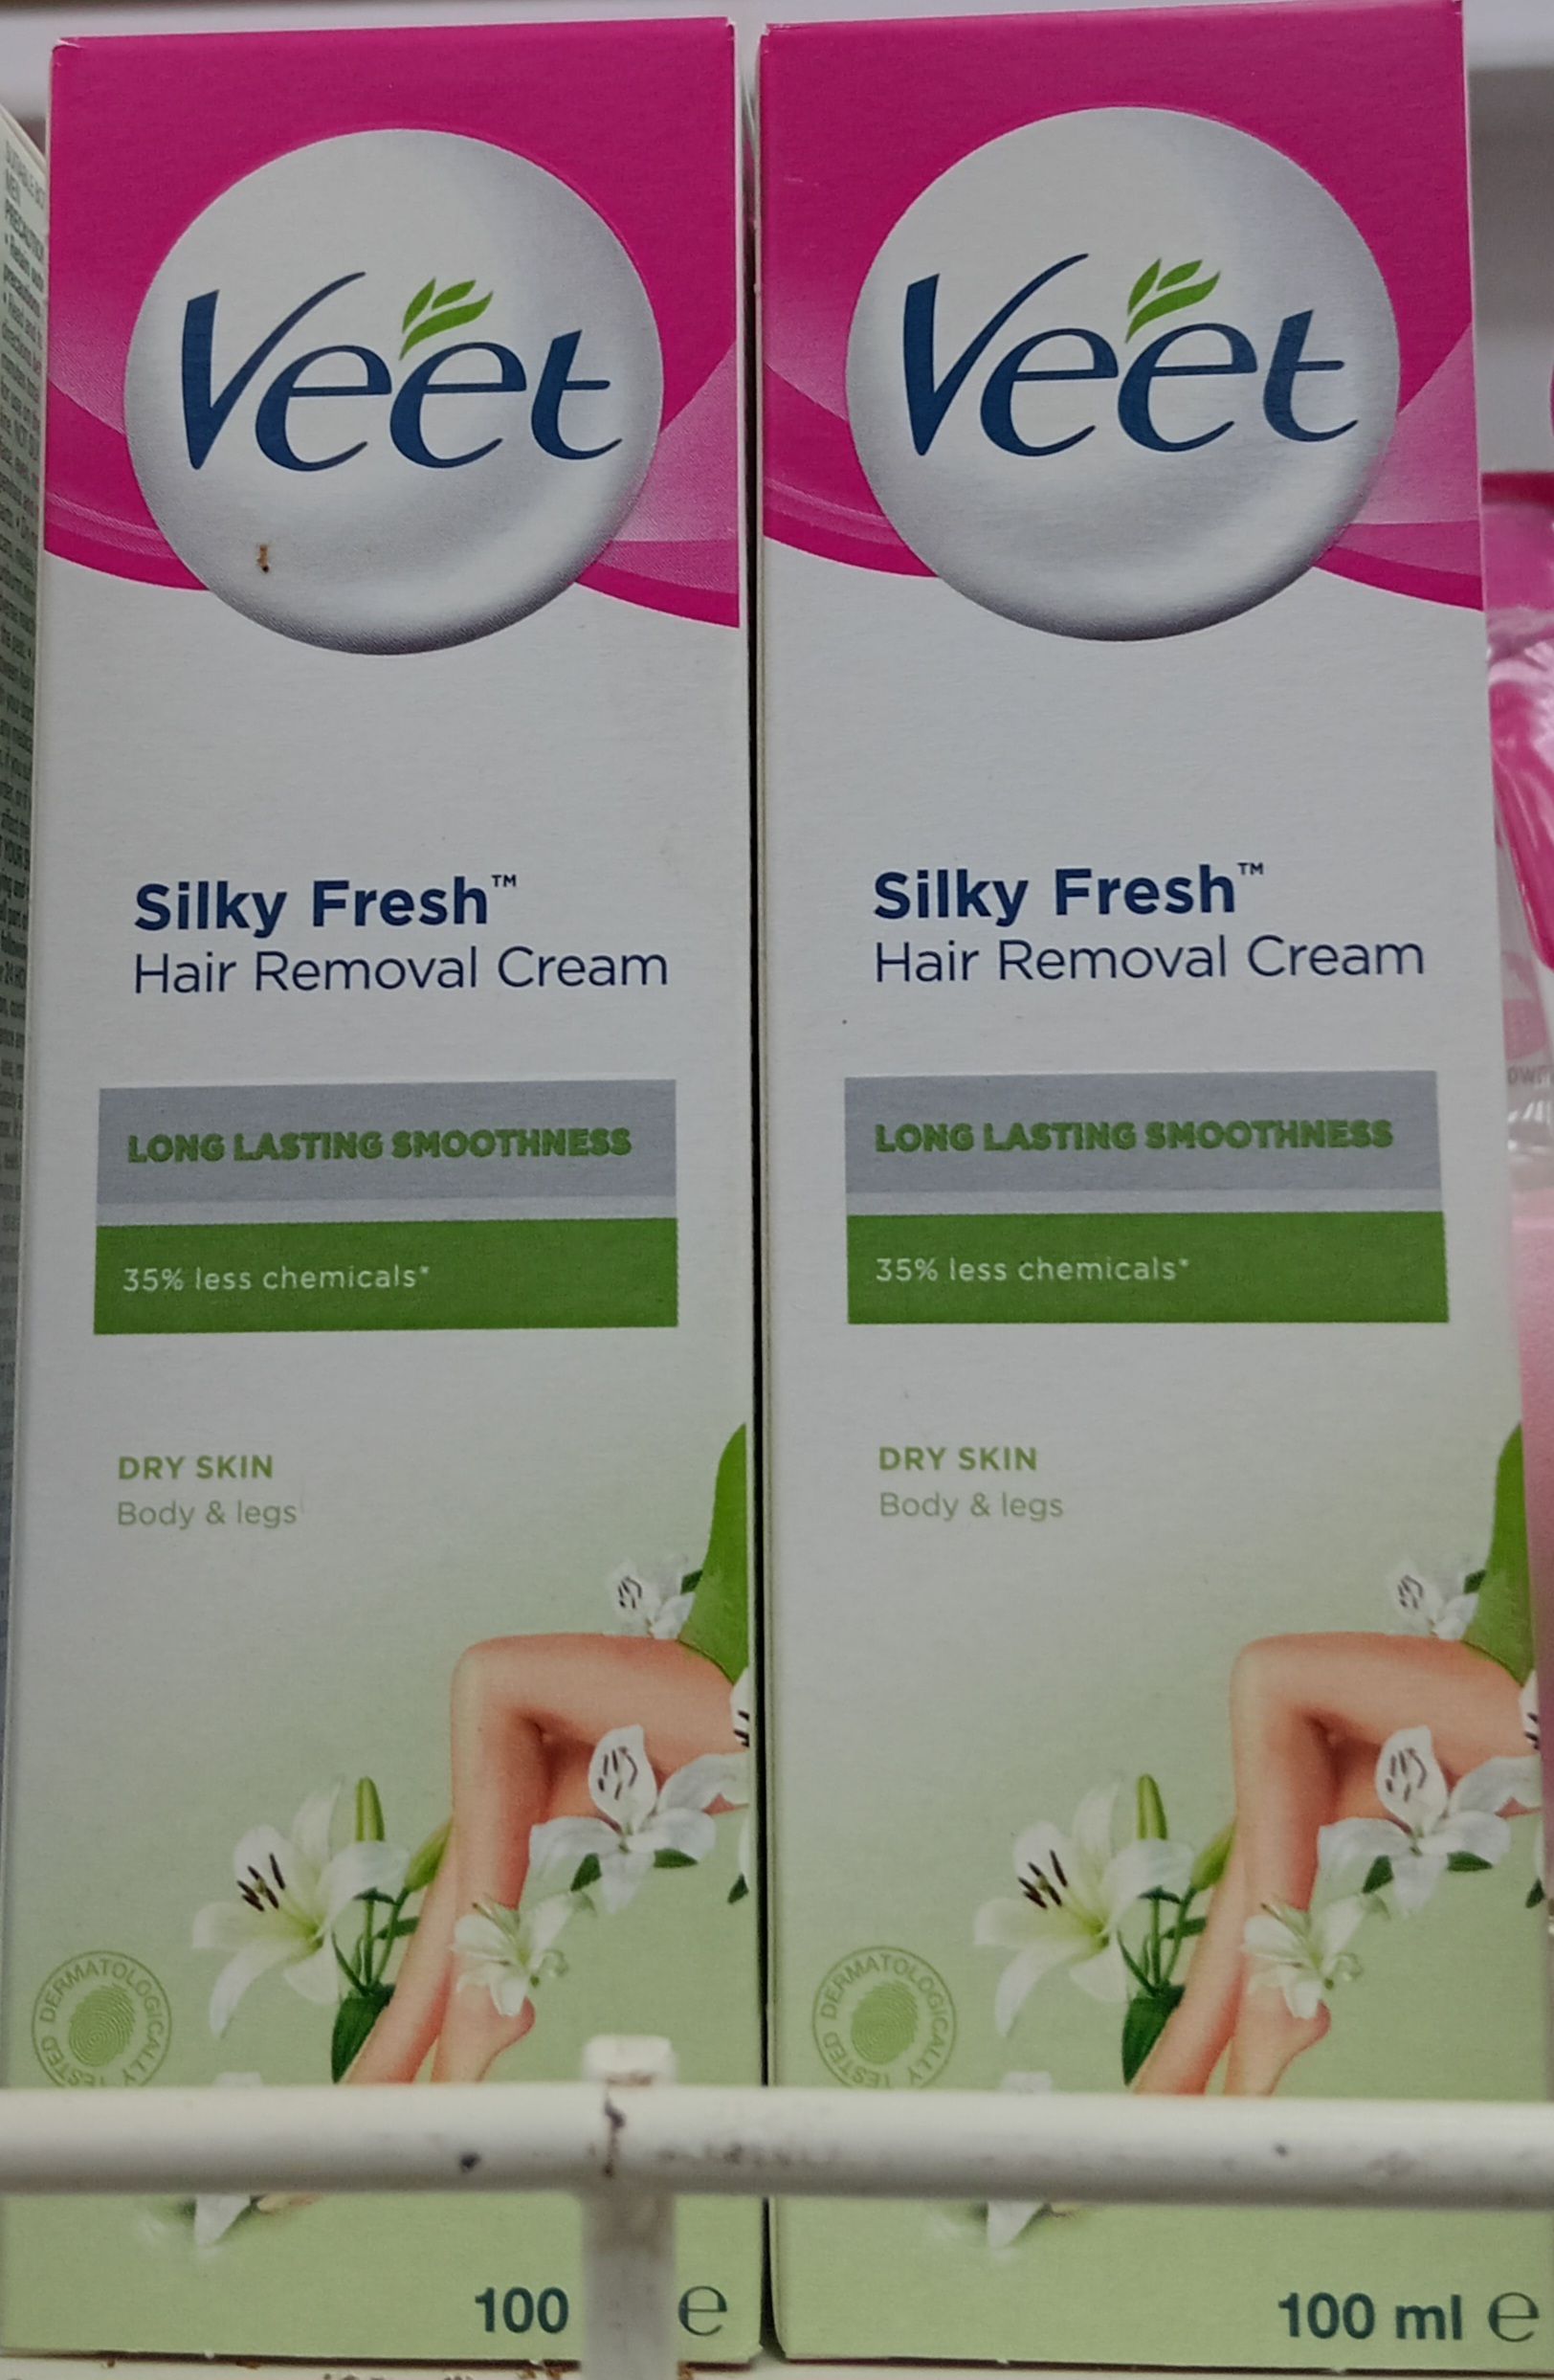 Veet
Silky Fresh™
Hair Removal Cream
LONG LASTING SMOOTHNESS
35% less chemicals*
DRY SKIN
Body & legs
DERMATOLOGICALLY TESTED
100 e
Veet
Silky Fresh™
Hair Removal Cream
LONG LASTING SMOOTHNESS
35% less chemicals*
DRY SKIN
Body & legs
DERMATOLOGICALLY TESTED
100 ml e